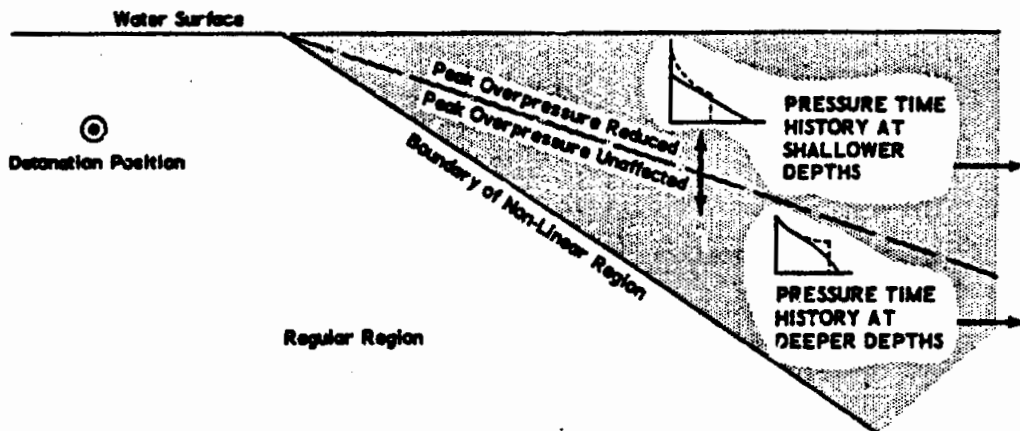 Water Surface
Detonation Position
Peak Overpressure Reduced
Peak Overpressure Unaffected
Boundary of Non-Linear Region
Regular Region
PRESSURE TIME
HISTORY AT
SHALLOWER
DEPTHS
PRESSURE TIME
HISTORY AT
DEEPER DEPTHS